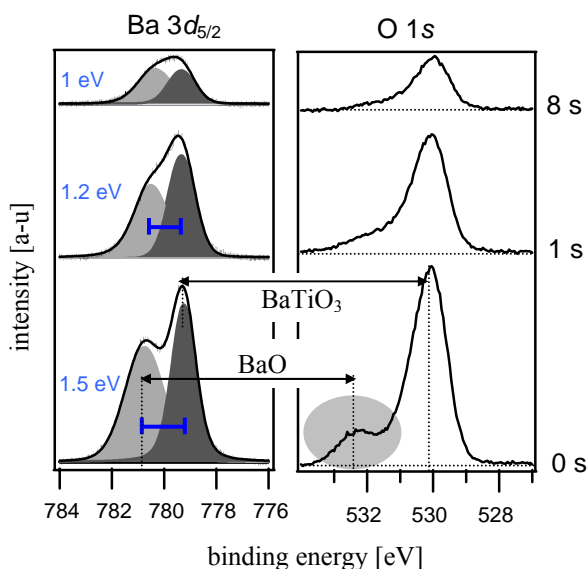 Ba 3d5/2 O 1s
1 eV
8 s
1.2 eV
1 s
BaTiO3
BaO
1.5 eV
0 s
784 782 780 778 776 532 530 528
binding energy [eV]
intensity [a-u]